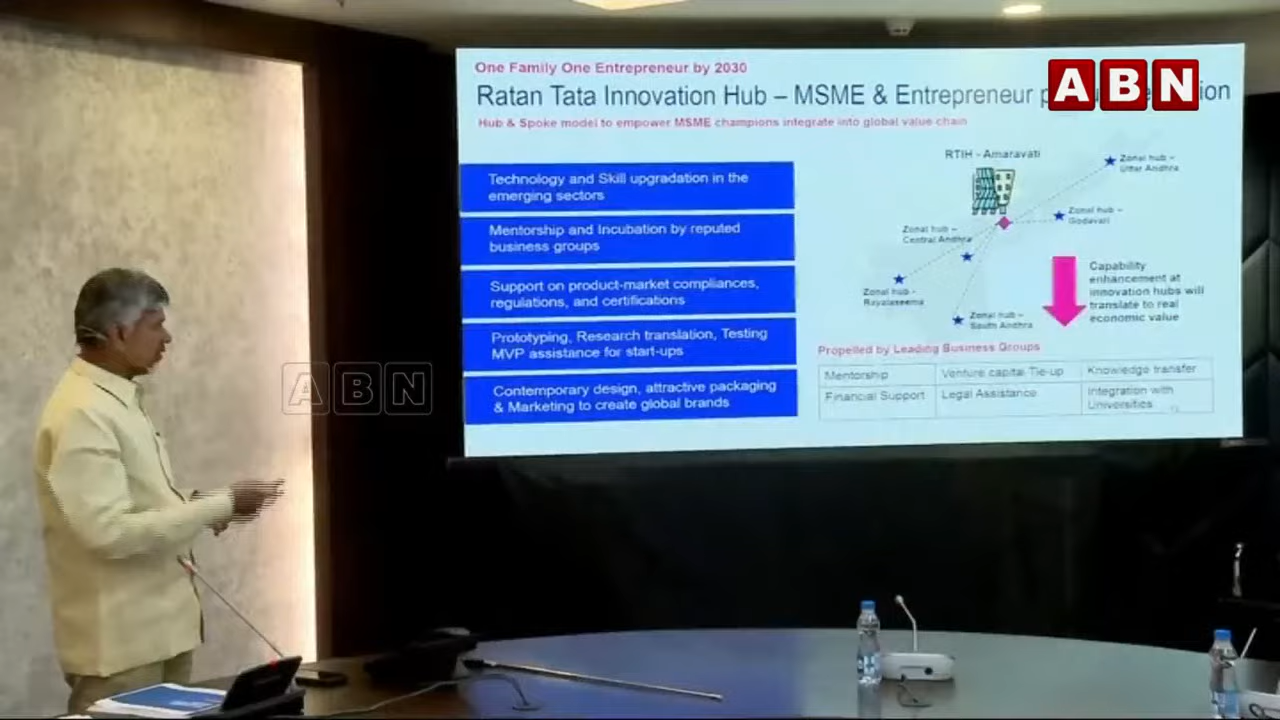 One Family One Entrepreneur by 2030
Ratan Tata Innovation Hub – MSME & Entrepreneur
ABN
Hub & Spoke model to empower MSME champions integrate into global value chain
Technology and Skill upgradation in the
emerging sectors
Mentorship and Incubation by reputed
business groups
Support on product-market compliances,
regulations, and certifications
Prototyping, Research translation, Testing
MVP assistance for start-ups
Contemporary design, attractive packaging
& Marketing to create global brands
RTIH - Amaravati
Zonal hub –
Uttar Andhra
Zonal hub –
Godavari
Zonal hub –
Central Andhra
Zonal hub -
Rayalaseema
Zonal hub –
South Andhra
Capability
enhancement at
innovation hubs will
translate to real
economic value
Propelled by Leading Business Groups
Mentorship Venture capital Tie-up Knowledge transfer
Financial Support Legal Assistance Integration with
Universities
ABN